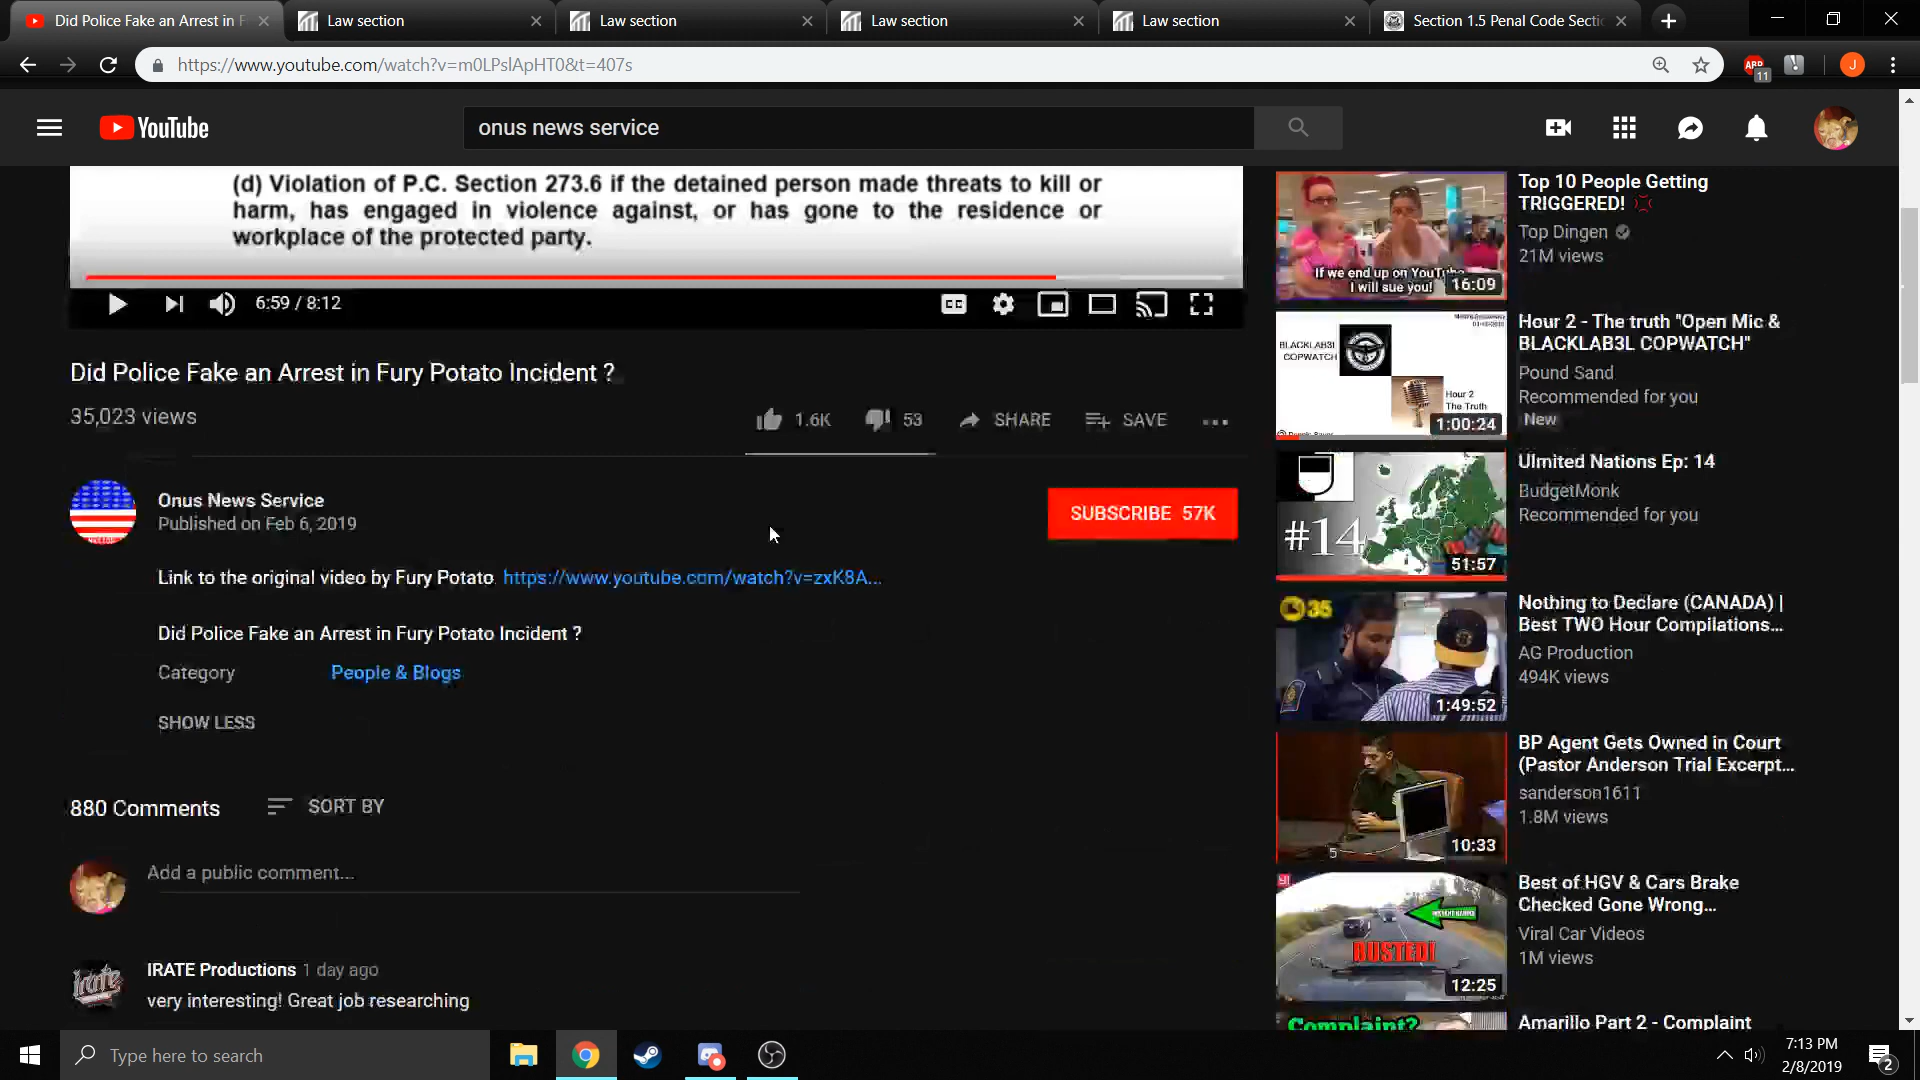 Did Police Fake an Arrest in F
Law section
Law section
Law section
Law section
Section 1.5 Penal Code Secti
https://www.youtube.com/watch?v=m0LPslApHT0&t=407s
ABP
11
J
YouTube
onus news service
(d) Violation of P.C. Section 273.6 if the detained person made threats to kill or
harm, has engaged in violence against, or has gone to the residence or
workplace of the protected party.
6:59 / 8:12
CC
Did Police Fake an Arrest in Fury Potato Incident ?
35,023 views
1.6K
53
SHARE
SAVE
Onus News Service
Published on Feb 6, 2019
SUBSCRIBE 57K
Link to the original video by Fury Potato https://www.youtube.com/watch?v=zxK8A...
Did Police Fake an Arrest in Fury Potato Incident ?
Category
People & Blogs
SHOW LESS
880 Comments
SORT BY
Add a public comment...
IRATE Productions 1 day ago
very interesting! Great job researching
If we end up on YouTube
I will sue you!
16:09
Top 10 People Getting
TRIGGERED!
Top Dingen
21M views
BLACKLAB3L
COPWATCH
Hour 2
The Truth
1:00:24
Hour 2 - The truth "Open Mic &
BLACKLAB3L COPWATCH"
Pound Sand
Recommended for you
New
#14
51:57
Ulmited Nations Ep: 14
BudgetMonk
Recommended for you
35
1:49:52
Nothing to Declare (CANADA) |
Best TWO Hour Compilations...
AG Production
494K views
5
10:33
BP Agent Gets Owned in Court
(Pastor Anderson Trial Excerpt...
sanderson1611
1.8M views
BUSTED!
12:25
Best of HGV & Cars Brake
Checked Gone Wrong...
Viral Car Videos
1M views
Complaint?
Amarillo Part 2 - Complaint
Type here to search
7:13 PM
2/8/2019
2